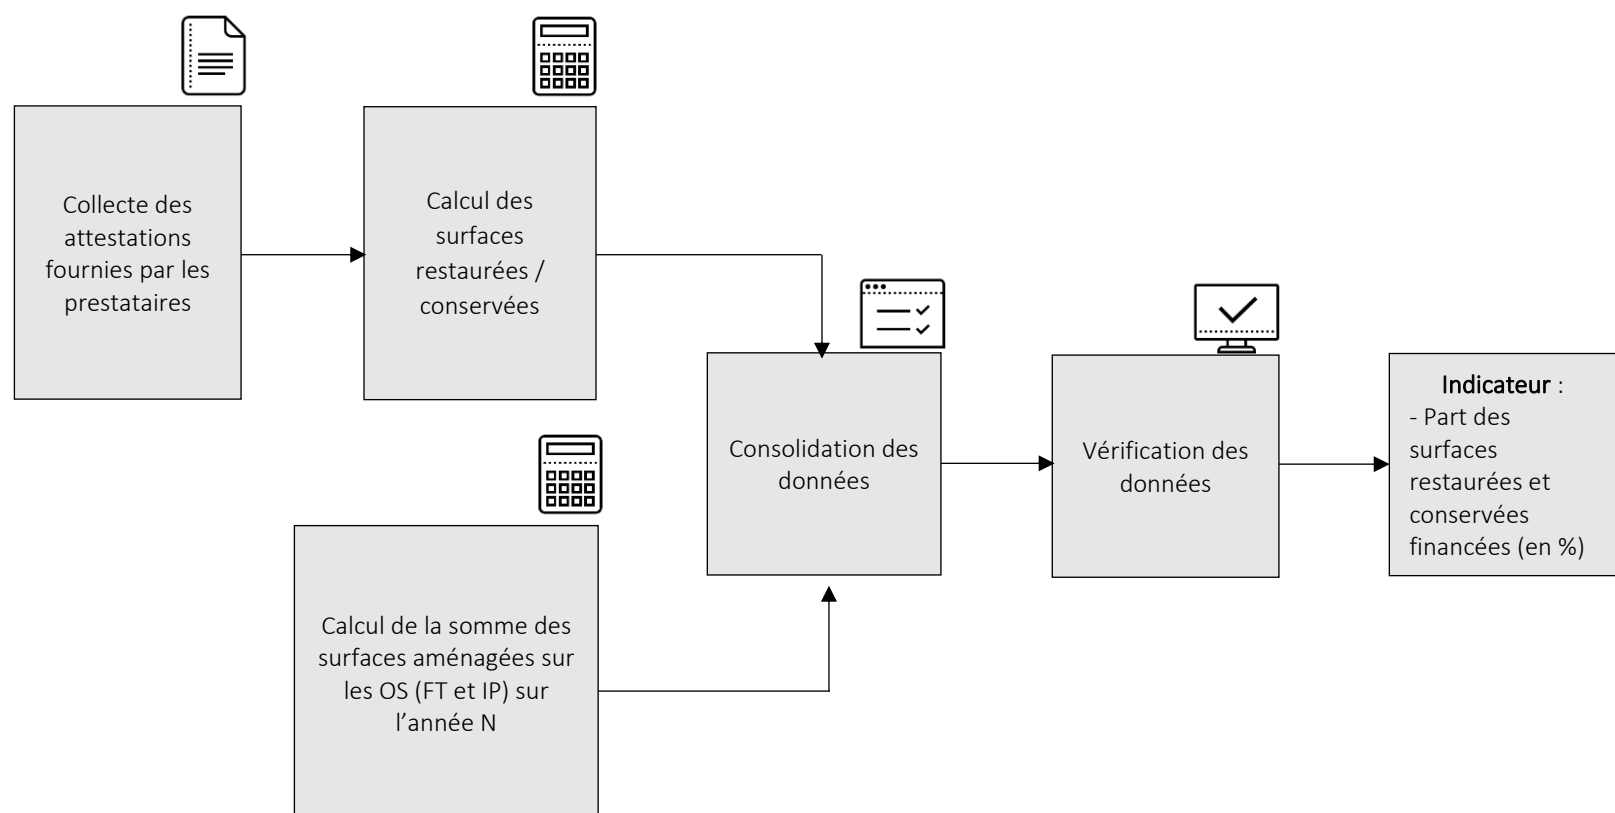 Collecte des
attestations
fournies par les
prestataires
Calcul des
surfaces
restaurées /
conservées
Calcul de la somme des
surfaces aménagées sur
les OS (FT et IP) sur
l’année N
Consolidation des
données
Vérification des
données
Indicateur :
- Part des
surfaces
restaurées et
conservées
financées (en %)